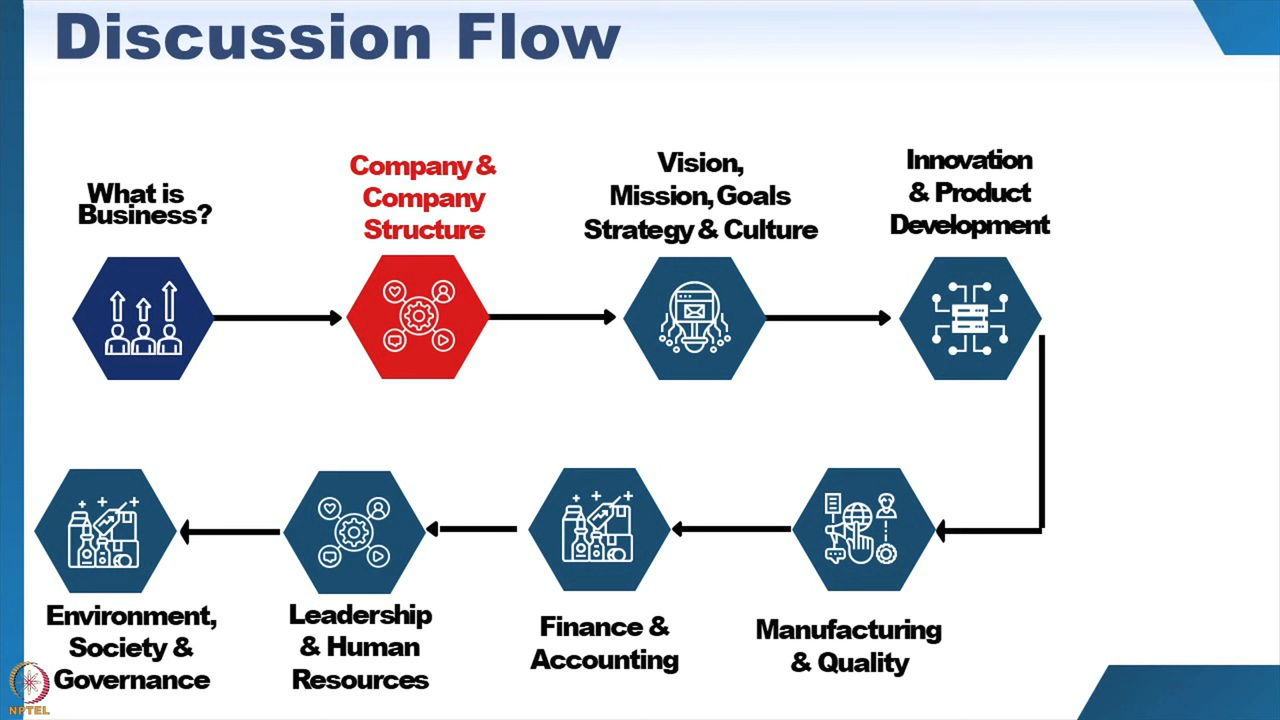 Discussion Flow
What is
Business?
Company &
Company
Structure
Vision,
Mission, Goals
Strategy & Culture
Innovation
& Product
Development
Manufacturing
& Quality
Finance &
Accounting
Leadership
& Human
Resources
Environment,
Society &
Governance
NPTEL